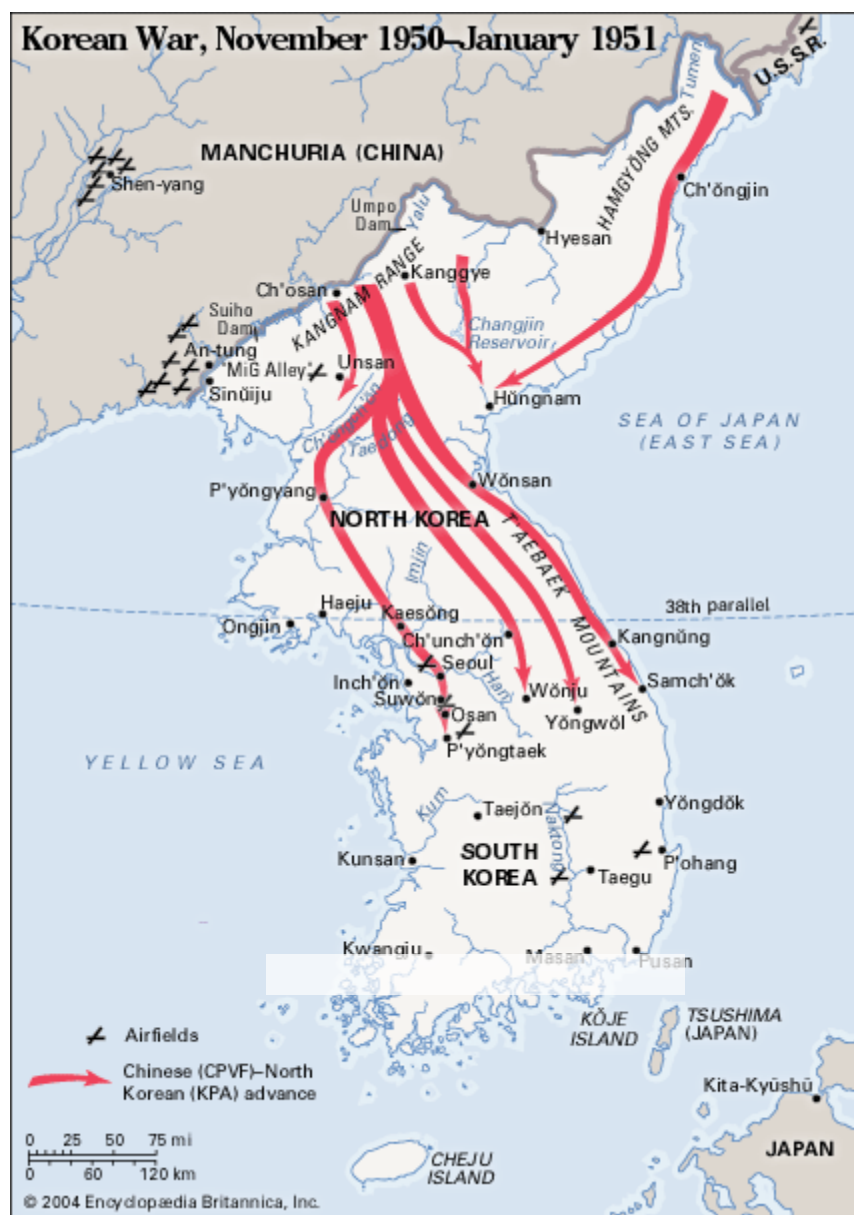 Korean War, November 1950–January 1951
U.S.S.R.
Tumen
MANCHURIA (CHINA)
HAMGYŎNG MTS.
Shen-yang
Ch'ŏngjin
Umpo
Dam
Yalu
Hyesan
KANGNAM RANGE
Kanggye
Ch'osan
Suiho
Dam
Changjin
Reservoir
An-tung
MiG Alley
Unsan
Sinŭiju
Hŭngnam
SEA OF JAPAN
(EAST SEA)
Ch'ŏngch'ŏn
Taedong
Wŏnsan
P'yŏngyang
NORTH KOREA
T'AEBAEK MOUNTAINS
Imjin
38th parallel
Haeju
Kaesŏng
Ongjin
Ch'unch'ŏn
Kangnŭng
Seoul
Inch'ŏn
Han
Samch'ŏk
Suwŏn
Wŏnju
Osan
Yŏngwŏl
P'yŏngtaek
YELLOW SEA
Kum
Taejŏn
Naktong
Yŏngdŏk
SOUTH
KOREA
Kunsan
P'ohang
Taegu
Kwangju
Masan
Pusan
KŎJE
ISLAND
TSUSHIMA
(JAPAN)
Airfields
Chinese (CPVF)–North
Korean (KPA) advance
Kita-Kyūshū
0 25 50 75 mi
0 60 120 km
CHEJU
ISLAND
JAPAN
© 2004 Encyclopædia Britannica, Inc.